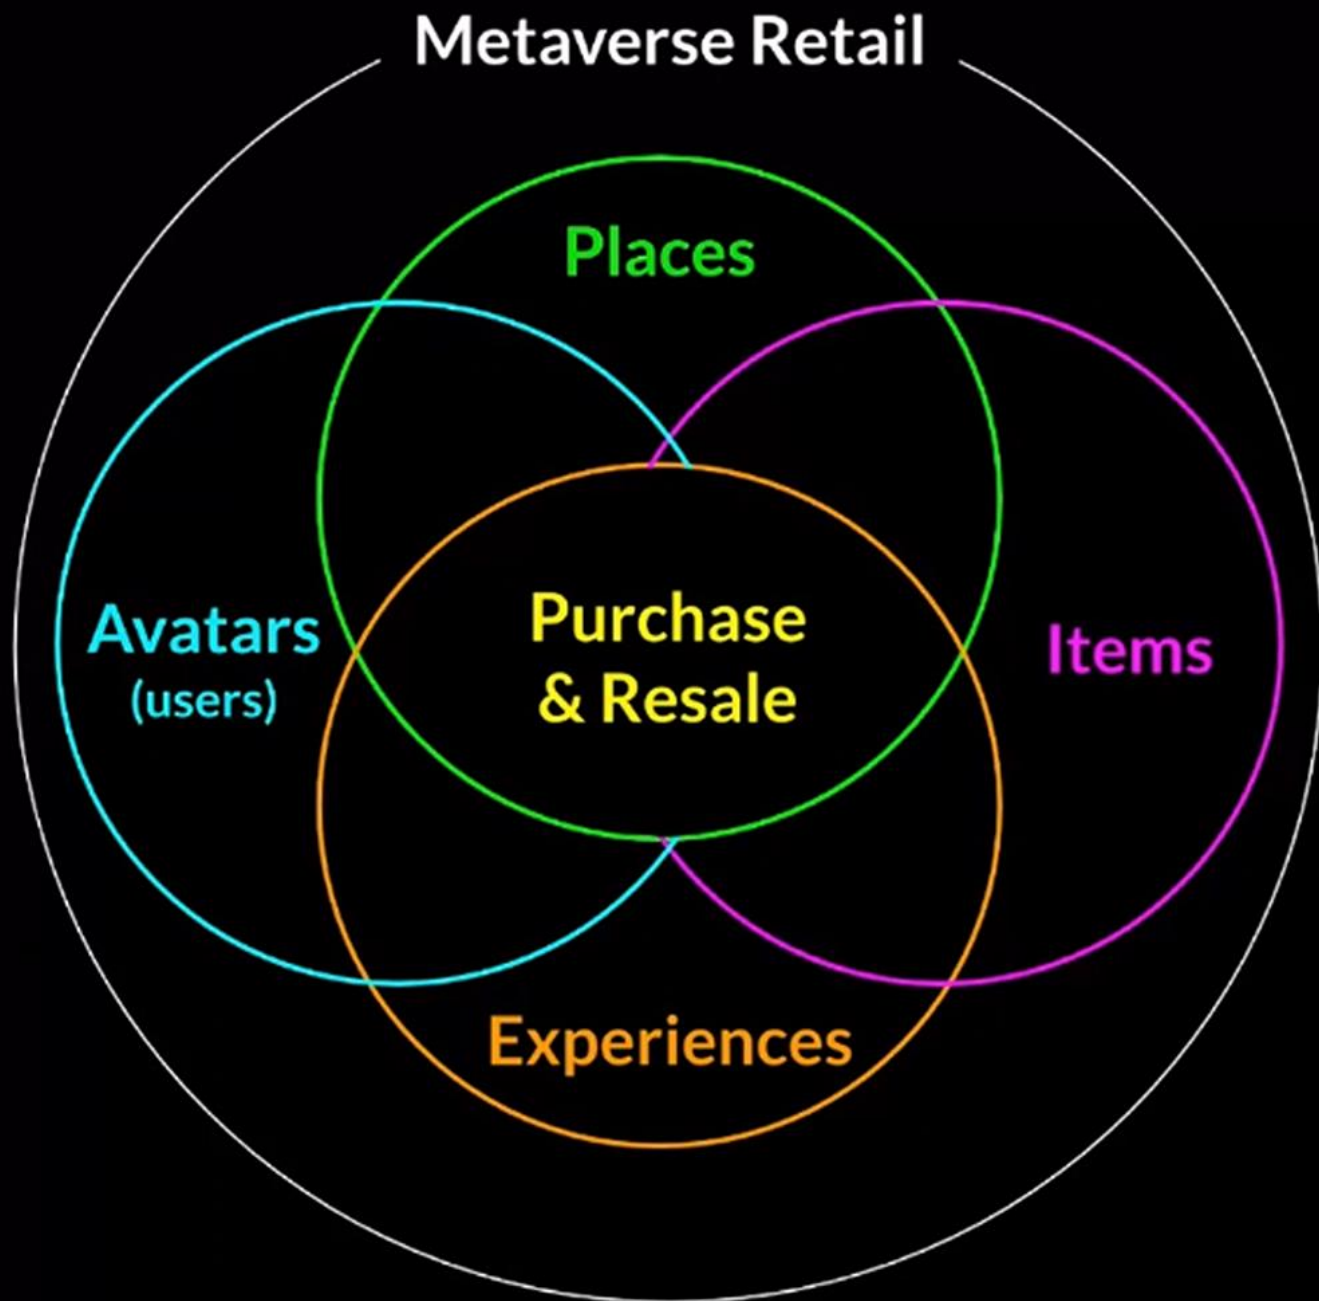 Metaverse Retail
Places
Avatars
(users)
Purchase
& Resale
Items
Experiences